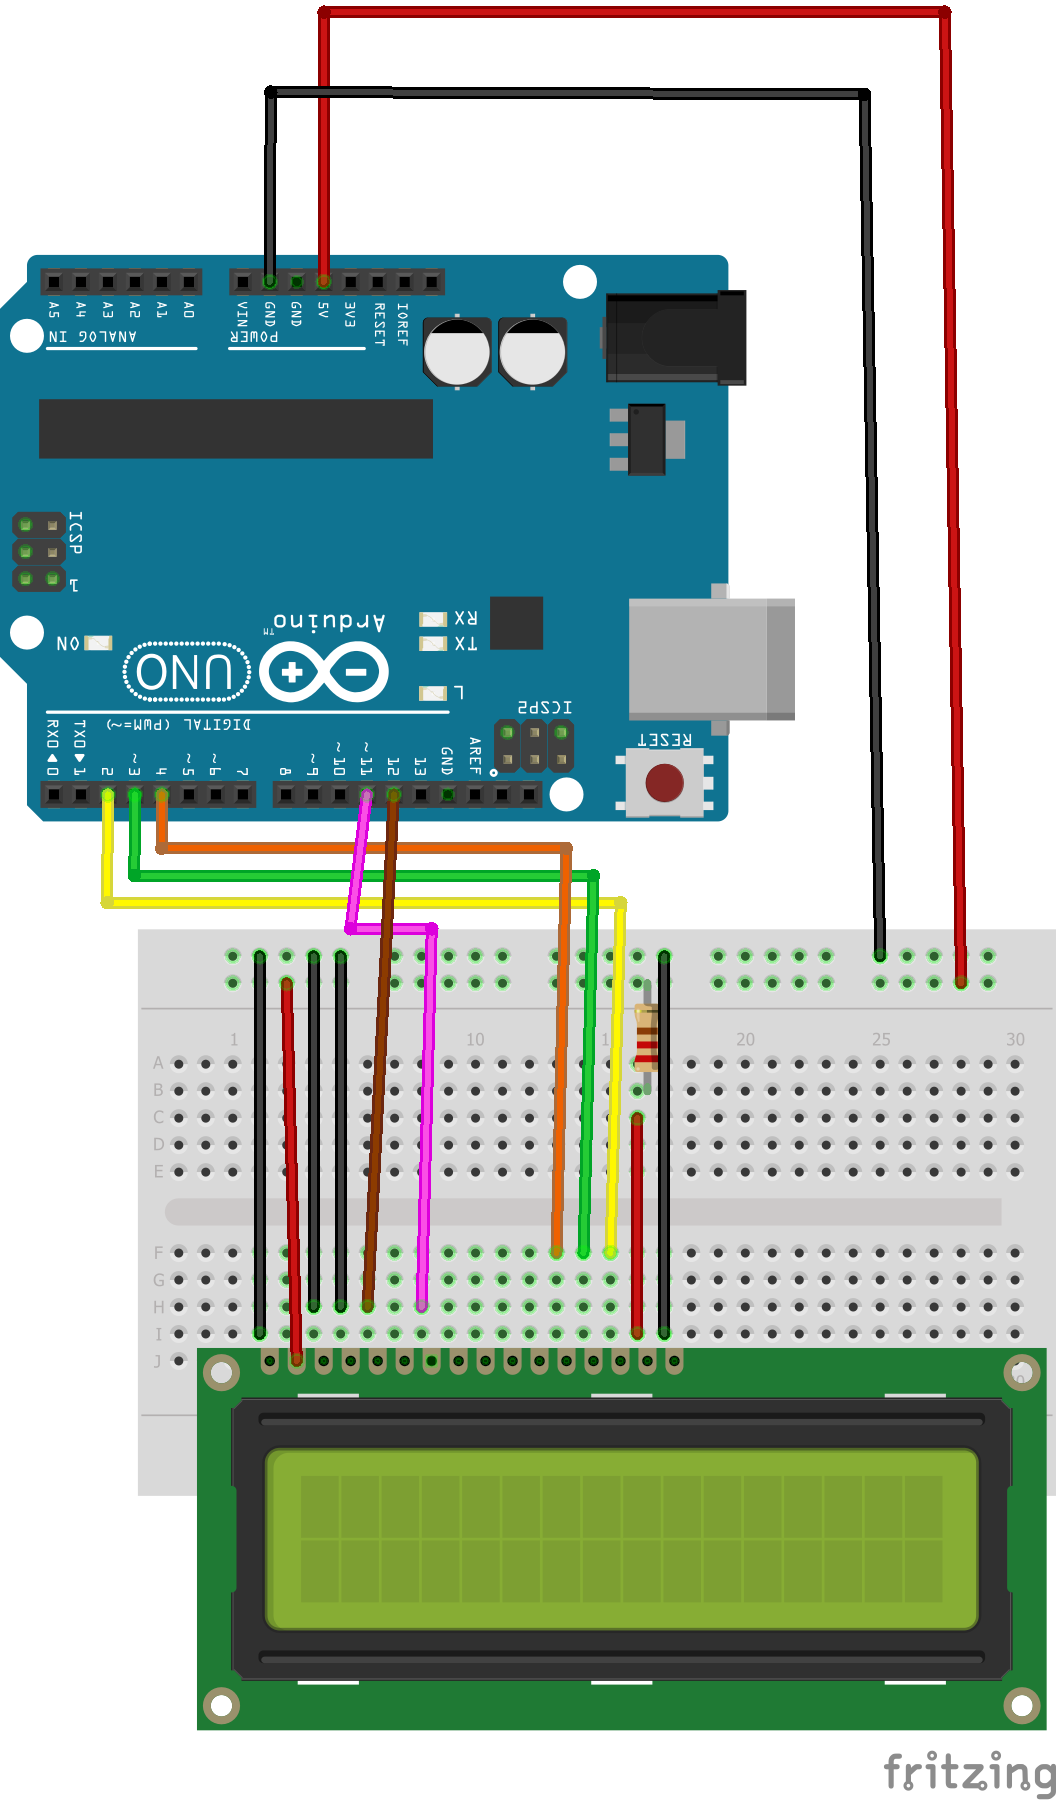 A5 A4 A3 A2 A1 A0
VIN GND GND 5V 3V3 RESET IOREF
ANALOG IN
POWER
ICSP
1
Arduino
TM
RX
TX
ON
UNO
L
ICSP2
DIGITAL (PWM=~)
RESET
RX0◄0 TX0►1 2 ~3 4 ~5 ~6 7 8 ~9 ~10 ~11 12 13 GND AREF
1 10 20 25 30
A
B
C
D
E
F
G
H
I
J
fritzing